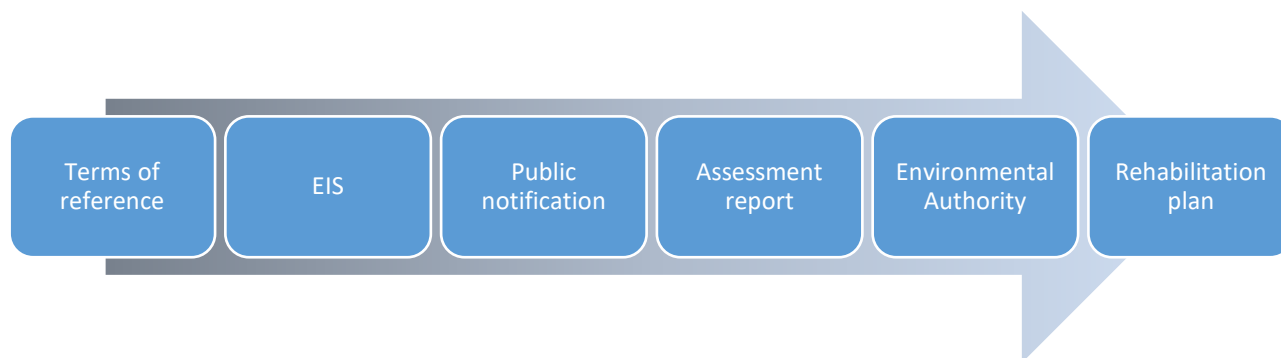 Terms of
reference
EIS
Public
notification
Assessment
report
Environmental
Authority
Rehabilitation
plan